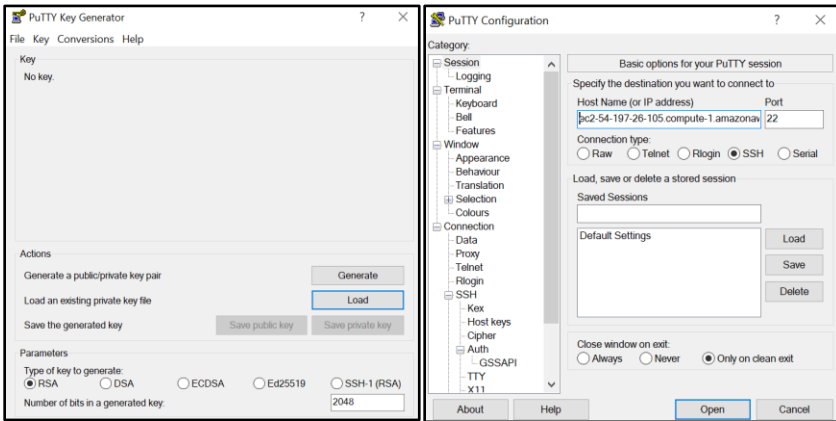 PuTTY Key Generator ?
File Key Conversions Help
Key
No key.
Actions
Generate a public/private key pair Generate
Load an existing private key file Load
Save the generated key Save public key Save private key
Parameters
Type of key to generate:
RSA DSA ECDSA Ed25519 SSH-1 (RSA)
Number of bits in a generated key: 2048
PuTTY Configuration ?
Category:
Session
Logging
Terminal
Keyboard
Bell
Features
Window
Appearance
Behaviour
Translation
Selection
Colours
Connection
Data
Proxy
Telnet
Rlogin
SSH
Kex
Host keys
Cipher
Auth
GSSAPI
TTY
X11
Basic options for your PuTTY session
Specify the destination you want to connect to
Host Name (or IP address) Port
ec2-54-197-26-105.compute-1.amazonav 22
Connection type:
Raw Telnet Rlogin SSH Serial
Load, save or delete a stored session
Saved Sessions
Default Settings
Load
Save
Delete
Close window on exit:
Always Never Only on clean exit
About Help Open Cancel